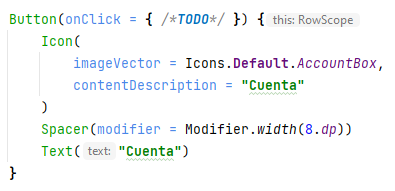 Button(onClick = { /*TODO*/ }) { this: RowScope
    Icon(
        imageVector = Icons.Default.AccountBox,
        contentDescription = "Cuenta"
    )
    Spacer(modifier = Modifier.width(8.dp))
    Text( text: "Cuenta")
}